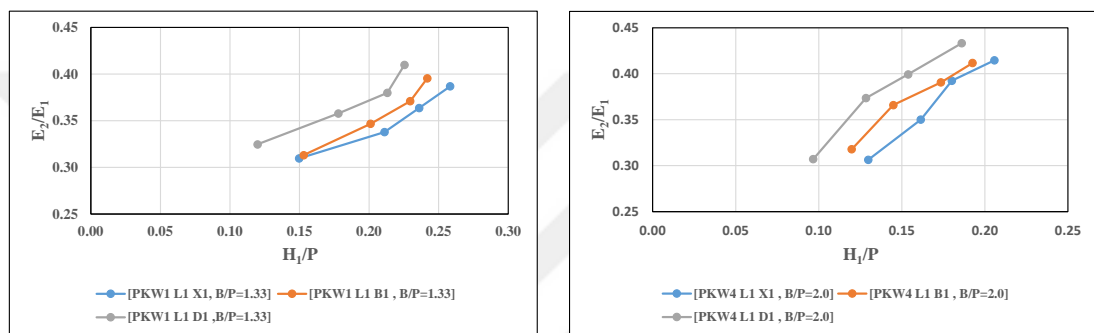 0.45
0.40
0.35
0.30
0.25
E₂/E₁
0.00 0.05 0.10 0.15 0.20 0.25 0.30
H₁/P
[PKW1 L1 X1, B/P=1.33] [PKW1 L1 B1 , B/P=1.33]
[PKW1 L1 D1 ,B/P=1.33]
0.45
0.40
0.35
0.30
0.25
E₂/E₁
0.00 0.05 0.10 0.15 0.20 0.25
H₁/P
[PKW4 L1 X1 , B/P=2.0] [PKW4 L1 B1 , B/P=2.0]
[PKW4 L1 D1 , B/P=2.0]